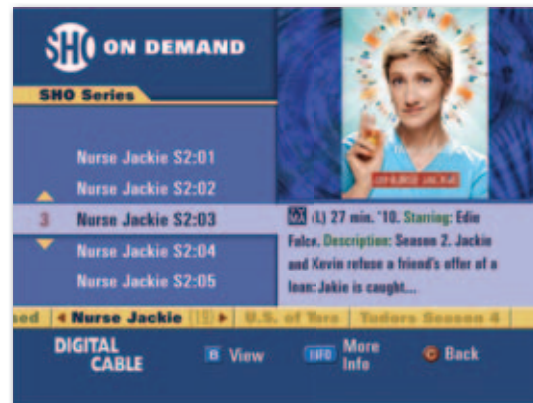 SHO ON DEMAND
SHO Series
Nurse Jackie S2:01
Nurse Jackie S2:02
3 Nurse Jackie S2:03
Nurse Jackie S2:04
Nurse Jackie S2:05
(L) 27 min. '10. Starring: Edie
Falco. Description: Season 2. Jackie
and Kevin refuse a friend's offer of a
loan: Jakie is caught...
Nurse Jackie U.S. of Tara Tudors Season 4
DIGITAL
CABLE
B View
INFO More
Info
C Back